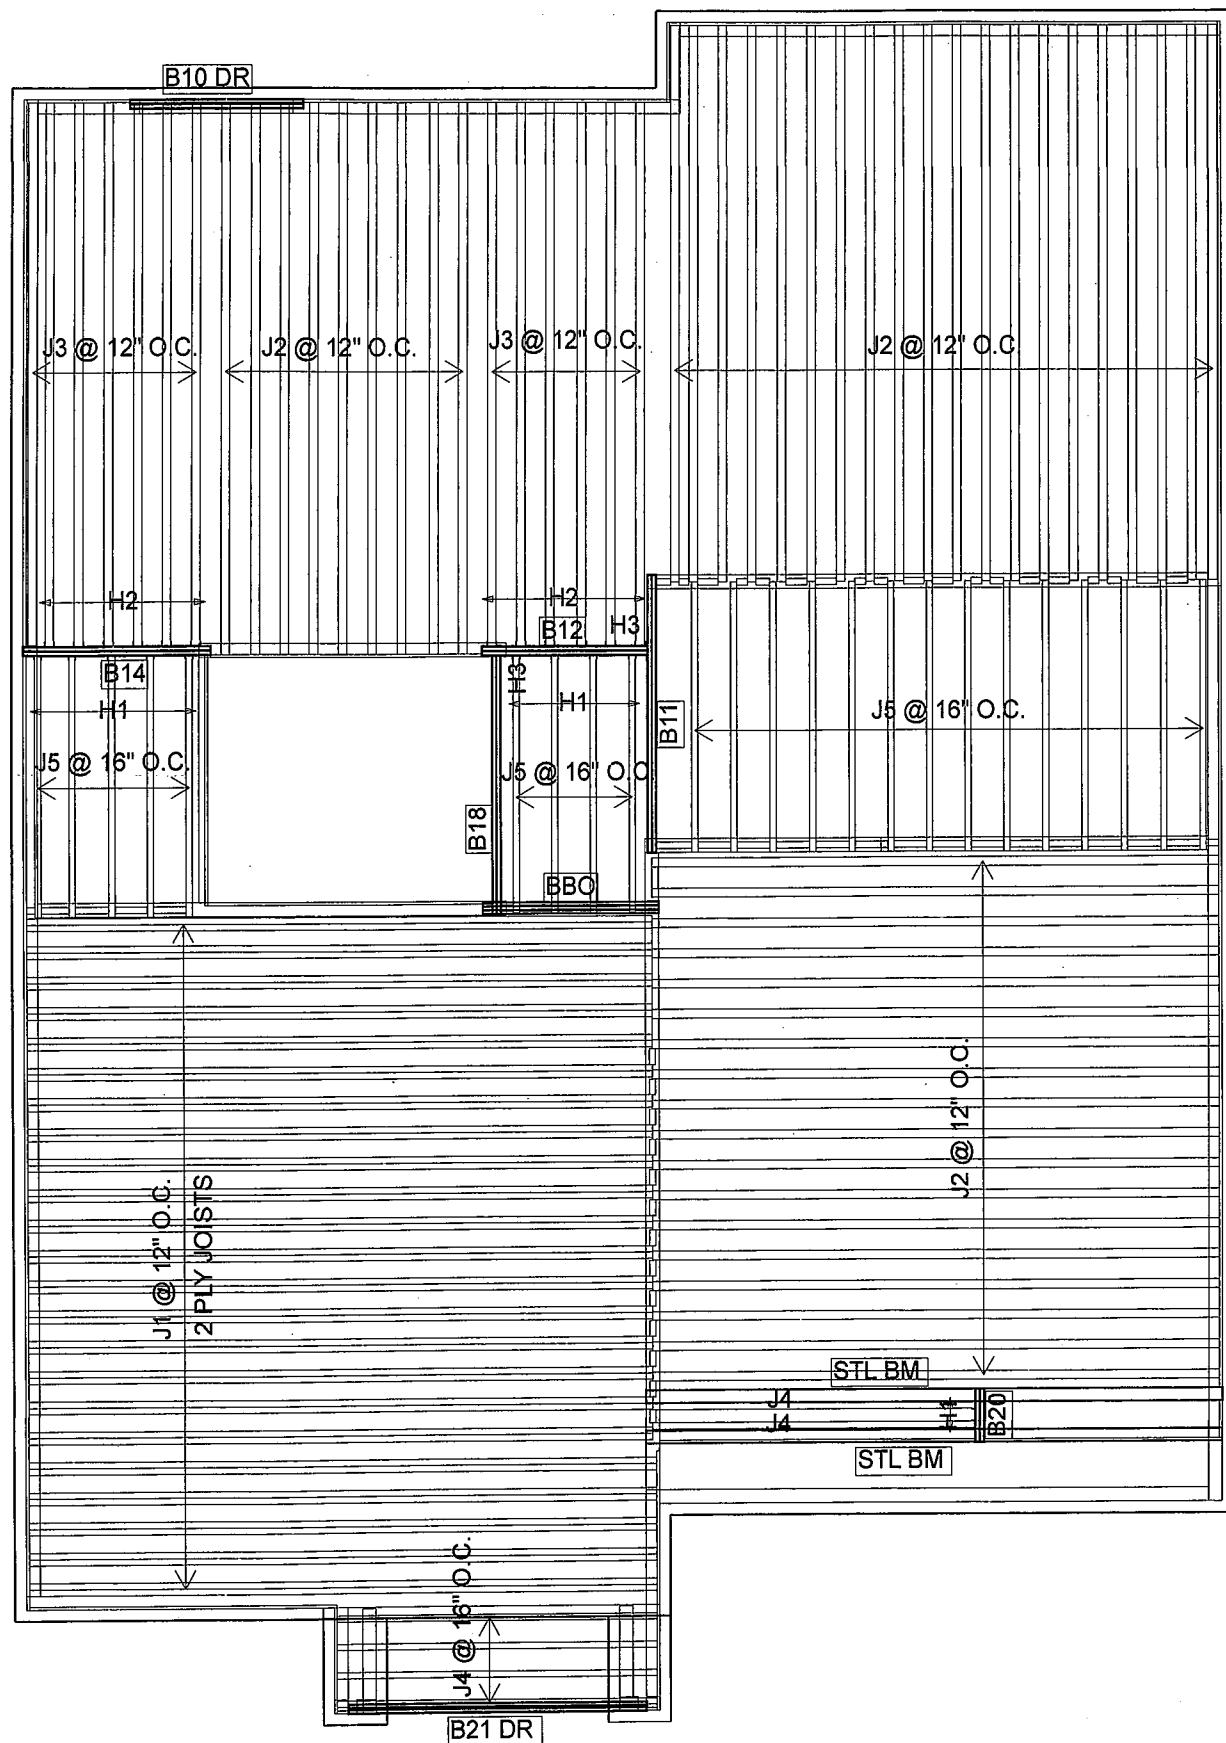 B10 DR
J3 @ 12" O.C.
J2 @ 12" O.C.
J3 @ 12" O.C.
J2 @ 12" O.C.
H2
H2
B12
H3
B14
H3
H1
H1
B11
J5 @ 16" O.C.
J5 @ 16" O.C.
J5 @ 16" O.C.
B18
BBO
J2 @ 12" O.C.
J1 @ 12" O.C.
2 PLY JOISTS
STL BM
J4
J4
H1
B20
STL BM
J4 @ 16" O.C.
B21 DR